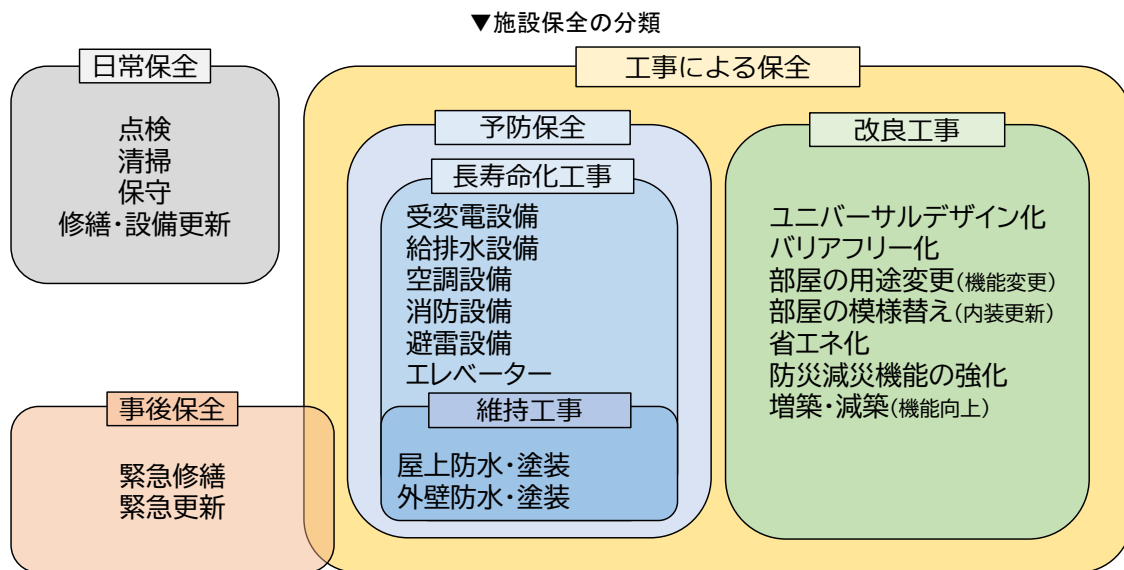 ▼施設保全の分類
日常保全
点検
清掃
保守
修繕・設備更新
工事による保全
予防保全
長寿命化工事
受変電設備
給排水設備
空調設備
消防設備
避雷設備
エレベーター
維持工事
屋上防水・塗装
外壁防水・塗装
改良工事
ユニバーサルデザイン化
バリアフリー化
部屋の用途変更(機能変更)
部屋の模様替え(内装更新)
省エネ化
防災減災機能の強化
増築・減築(機能向上)
事後保全
緊急修繕
緊急更新